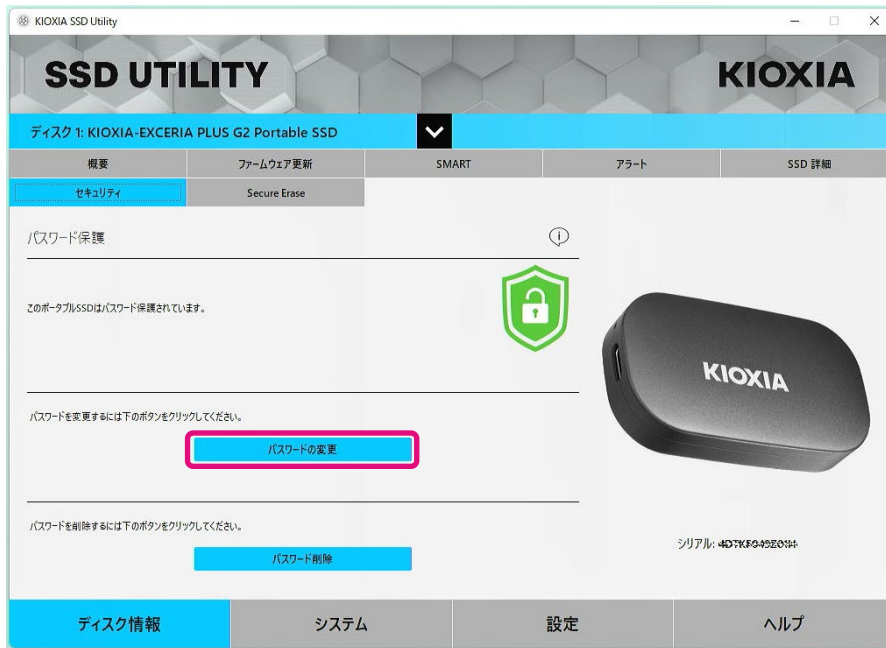 KIOXIA SSD Utility
SSD UTILITY
KIOXIA
ディスク 1: KIOXIA-EXCERIA PLUS G2 Portable SSD
概要 ファームウェア更新 SMART アラート SSD 詳細
セキュリティ Secure Erase
パスワード保護
このポータブルSSDはパスワード保護されています。
KIOXIA
パスワードを変更するには下のボタンをクリックしてください。
パスワードの変更
パスワードを削除するには下のボタンをクリックしてください。
パスワード削除
シリアル:
ディスク情報 システム 設定 ヘルプ